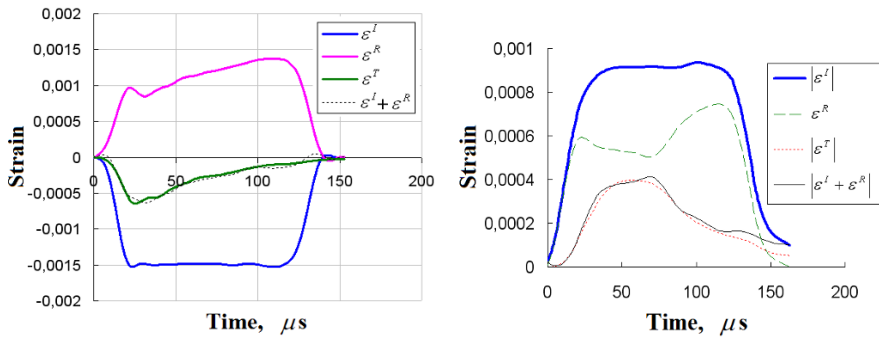 0,002
0,0015
0,001
0,0005
0
-0,0005
-0,001
-0,0015
-0,002
Strain
0 50 100 150 200
Time, μs
ε^I
ε^R
ε^T
ε^I + ε^R
0,001
0,0008
0,0006
0,0004
0,0002
0
Strain
0 50 100 150 200
Time, μs
|ε^I|
ε^R
|ε^T|
|ε^I + ε^R|